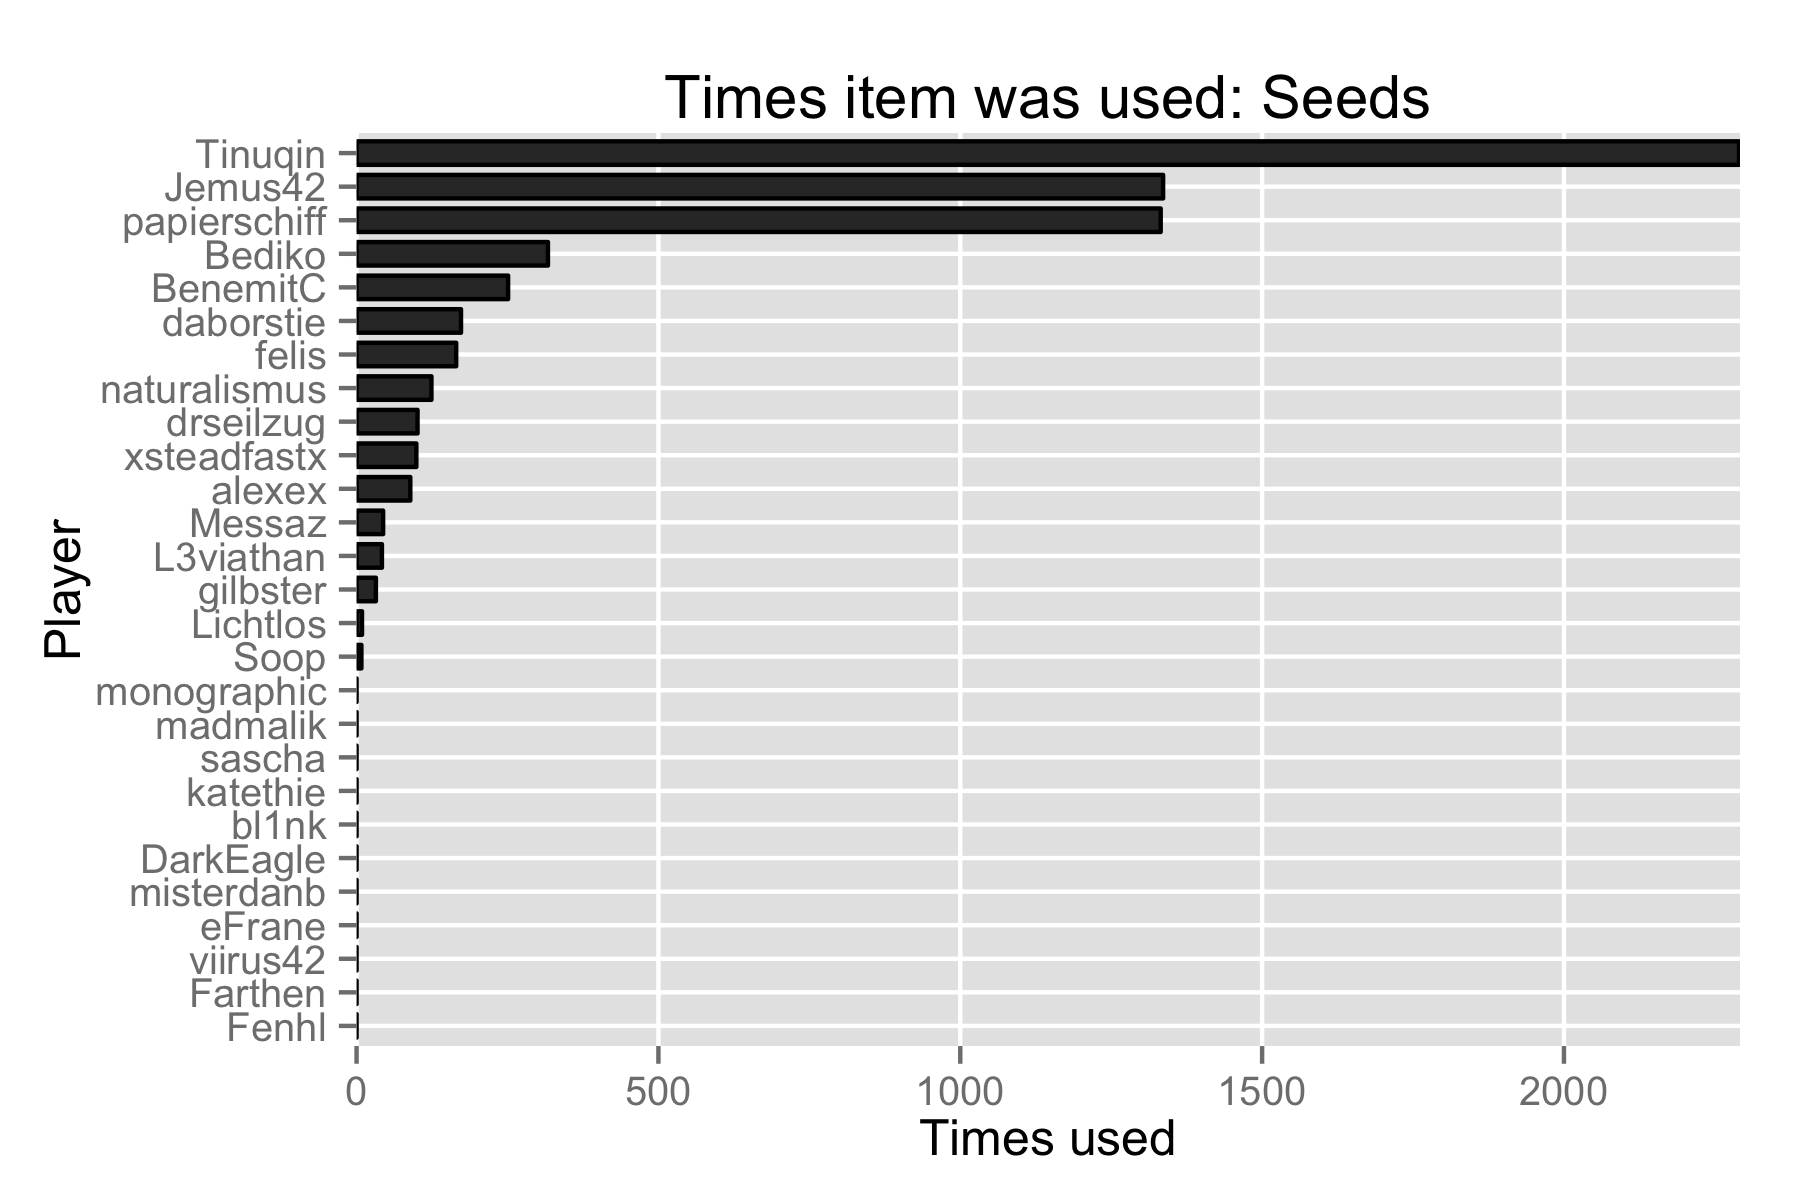 Times item was used: Seeds
Tinuqin
Jemus42
papierschiff
Bediko
BenemitC
daborstie
felis
naturalismus
drseilzug
xsteadfastx
alexex
Messaz
L3viathan
gilbster
Lichtlos
Soop
monographic
madmalik
sascha
katethie
bl1nk
DarkEagle
misterdanb
eFrane
viirus42
Farthen
Fenhl
Player
0 500 1000 1500 2000
Times used